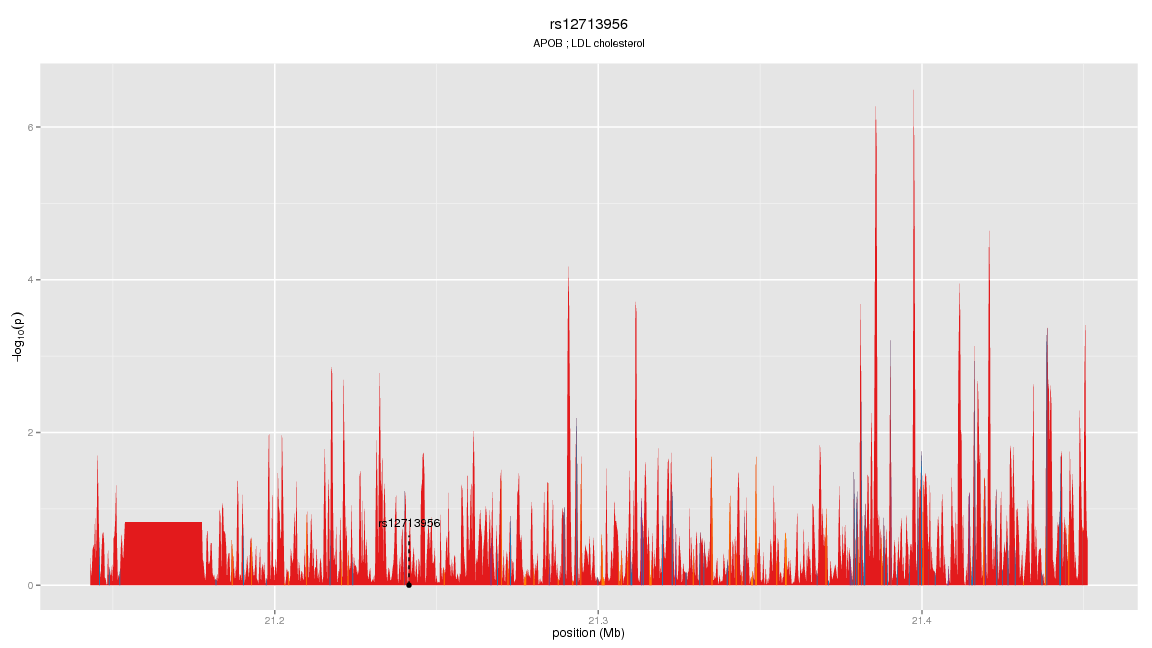 rs12713956
APOB ; LDL cholesterol
6
4
2
0
−log10(p)
rs12713956
21.2
21.3
21.4
position (Mb)